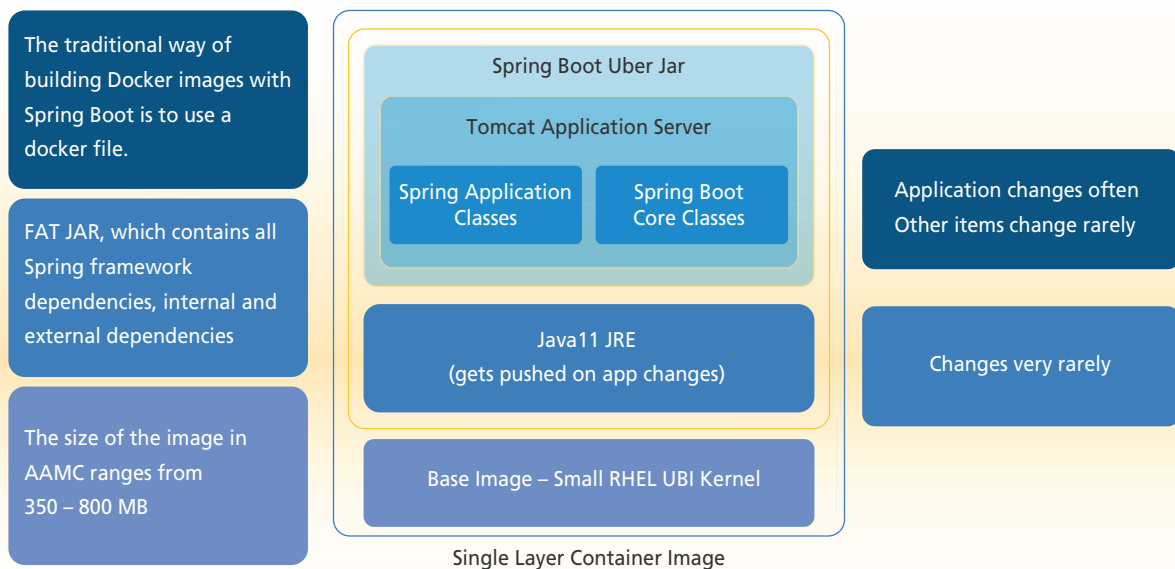 The traditional way of
building Docker images with
Spring Boot is to use a
docker file.
FAT JAR, which contains all
Spring framework
dependencies, internal and
external dependencies
The size of the image in
AAMC ranges from
350 – 800 MB
Spring Boot Uber Jar
Tomcat Application Server
Spring Application
Classes
Spring Boot
Core Classes
Java11 JRE
(gets pushed on app changes)
Base Image – Small RHEL UBI Kernel
Single Layer Container Image
Application changes often
Other items change rarely
Changes very rarely